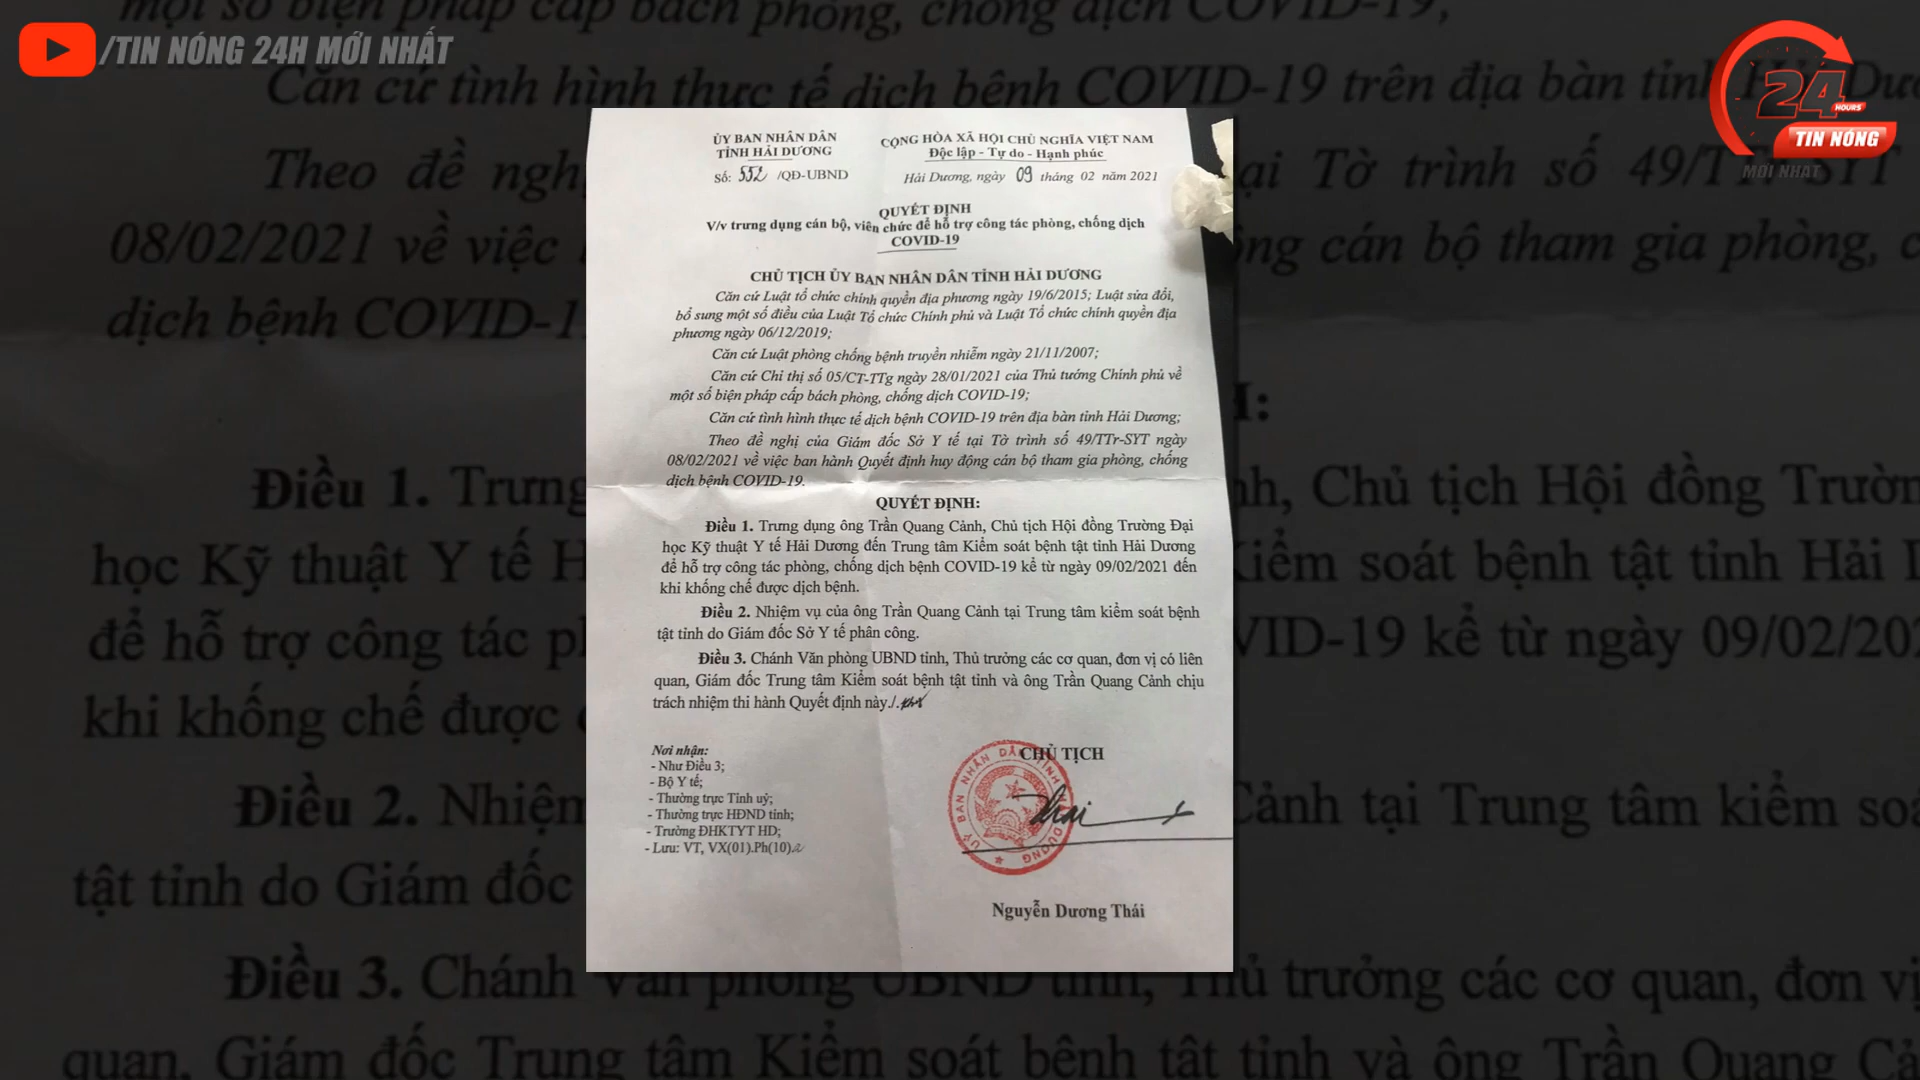 /TIN NÓNG 24H MỚI NHẤT
24
HOURS
TIN NÓNG
MỚI NHẤT
ỦY BAN NHÂN DÂN
TỈNH HẢI DƯƠNG
Số: 552 /QĐ-UBND
CỘNG HÒA XÃ HỘI CHỦ NGHĨA VIỆT NAM
Độc lập - Tự do - Hạnh phúc
Hải Dương, ngày 09 tháng 02 năm 2021
QUYẾT ĐỊNH
V/v trưng dụng cán bộ, viên chức để hỗ trợ công tác phòng, chống dịch
COVID-19
CHỦ TỊCH ỦY BAN NHÂN DÂN TỈNH HẢI DƯƠNG
Căn cứ Luật tổ chức chính quyền địa phương ngày 19/6/2015; Luật sửa đổi,
bổ sung một số điều của Luật Tổ chức Chính phủ và Luật Tổ chức chính quyền địa
phương ngày 06/12/2019;
Căn cứ Luật phòng chống bệnh truyền nhiễm ngày 21/11/2007;
Căn cứ Chỉ thị số 05/CT-TTg ngày 28/01/2021 của Thủ tướng Chính phủ về
một số biện pháp cấp bách phòng, chống dịch COVID-19;
Căn cứ tình hình thực tế dịch bệnh COVID-19 trên địa bàn tỉnh Hải Dương;
Theo đề nghị của Giám đốc Sở Y tế tại Tờ trình số 49/TTr-SYT ngày
08/02/2021 về việc ban hành Quyết định huy động cán bộ tham gia phòng, chống
dịch bệnh COVID-19.
QUYẾT ĐỊNH:
Điều 1. Trưng dụng ông Trần Quang Cảnh, Chủ tịch Hội đồng Trường Đại
học Kỹ thuật Y tế Hải Dương đến Trung tâm Kiểm soát bệnh tật tỉnh Hải Dương
để hỗ trợ công tác phòng, chống dịch bệnh COVID-19 kể từ ngày 09/02/2021 đến
khi khống chế được dịch bệnh.
Điều 2. Nhiệm vụ của ông Trần Quang Cảnh tại Trung tâm kiểm soát bệnh
tật tỉnh do Giám đốc Sở Y tế phân công.
Điều 3. Chánh Văn phòng UBND tỉnh, Thủ trưởng các cơ quan, đơn vị có liên
quan, Giám đốc Trung tâm Kiểm soát bệnh tật tỉnh và ông Trần Quang Cảnh chịu
trách nhiệm thi hành Quyết định này./.
Nơi nhận:
- Như Điều 3;
- Bộ Y tế;
- Thường trực Tỉnh uỷ;
- Thường trực HĐND tỉnh;
- Trường ĐHKTYT HD;
- Lưu: VT, VX(01).Ph(10).
CHỦ TỊCH
Thái
Nguyễn Dương Thái